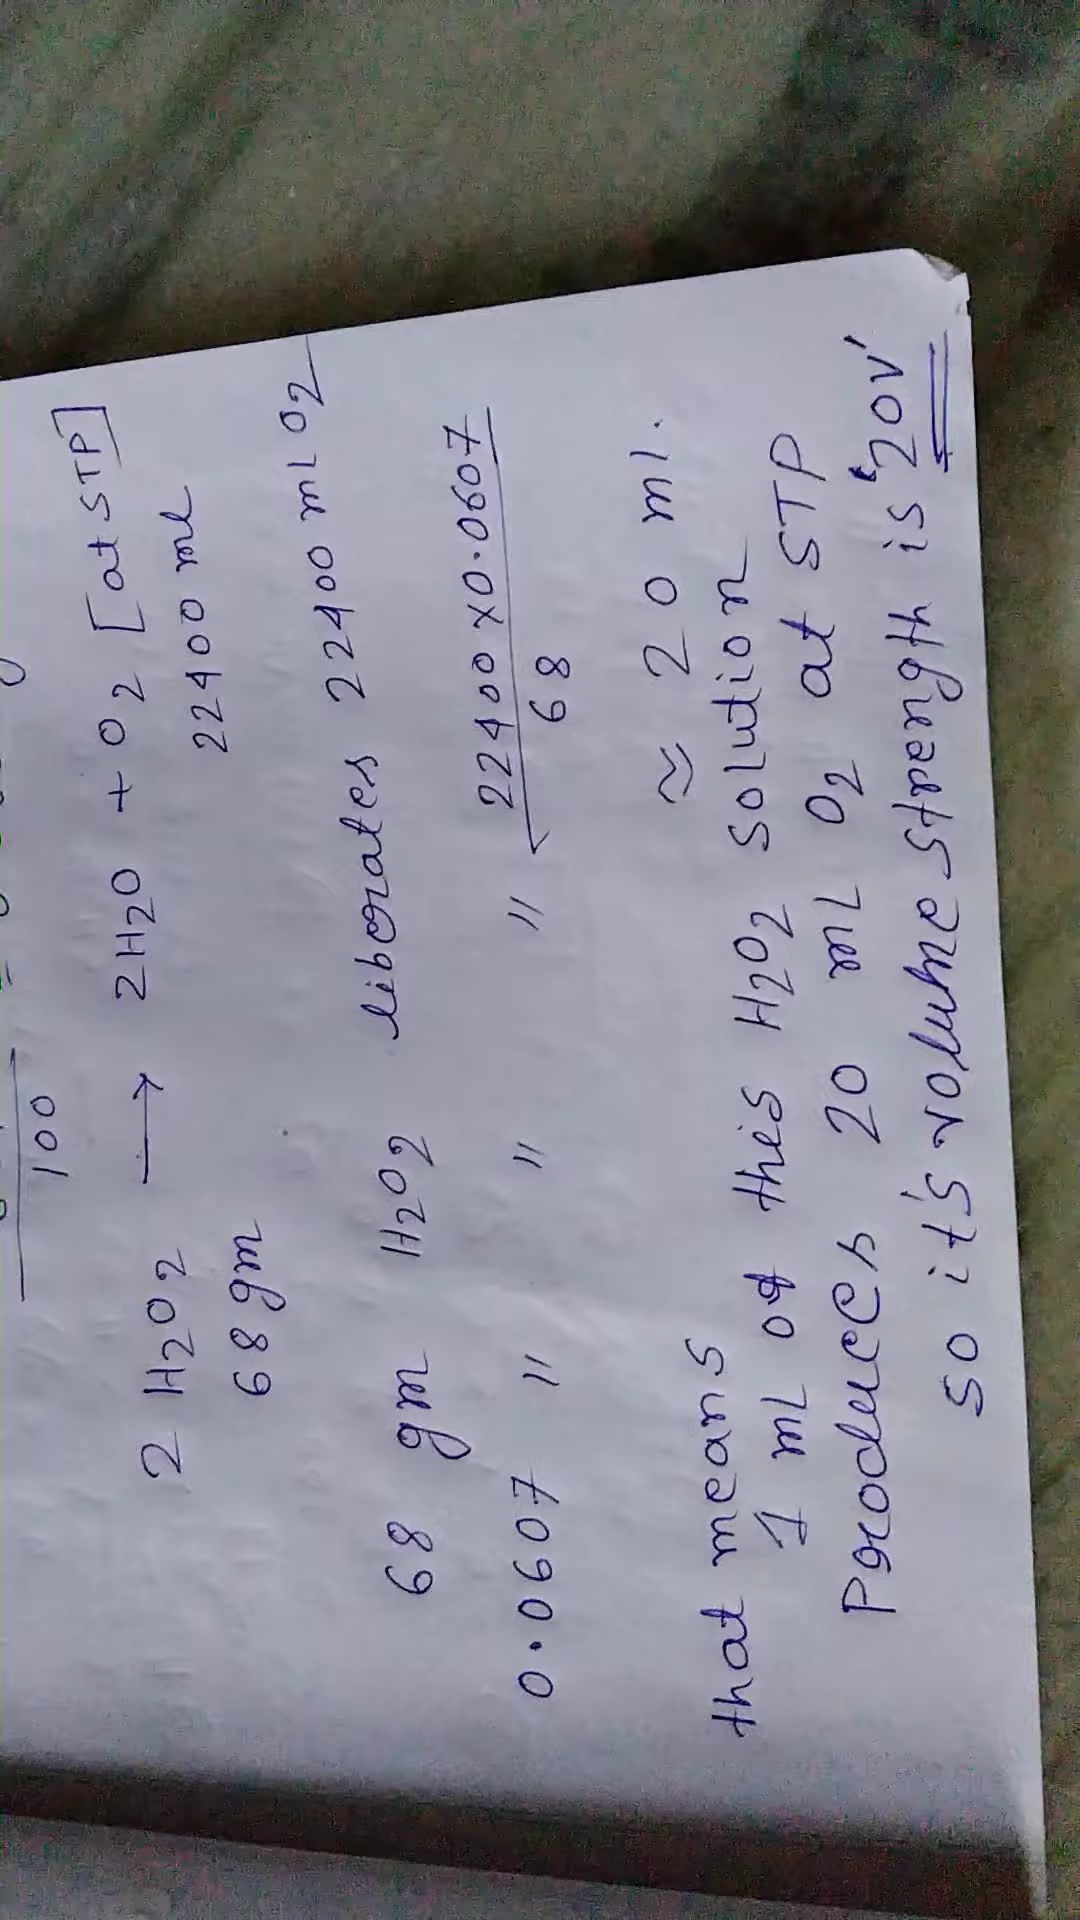 100
2 H2O2 ⟶ 2H2O + O2 [at STP]
68 gm 22400 ml
68 gm H2O2 liberates 22400 ml O2
0.0607 " " " 22400 x 0.0607
68
≈ 20 ml.
that means
1 mL of this H2O2 solution
Produces 20 mL O2 at STP
so it's volume strength is '20V'